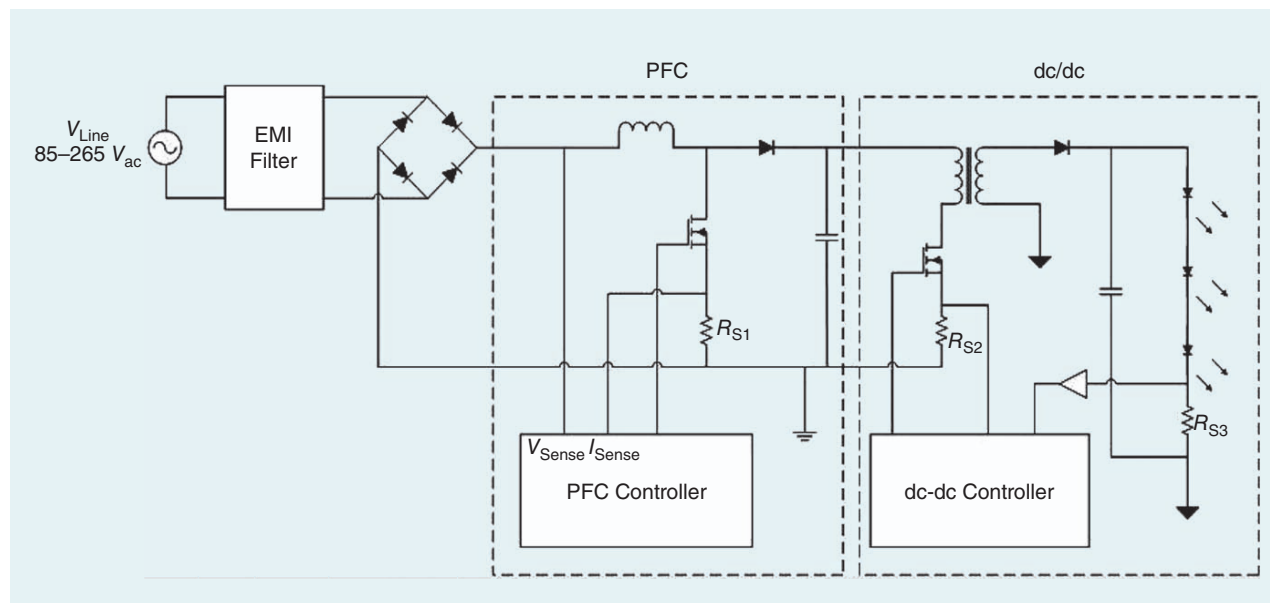 PFC
dc/dc
V_Line
85–265 V_ac
EMI
Filter
R_S1
R_S2
R_S3
V_Sense I_Sense
PFC Controller
dc-dc Controller